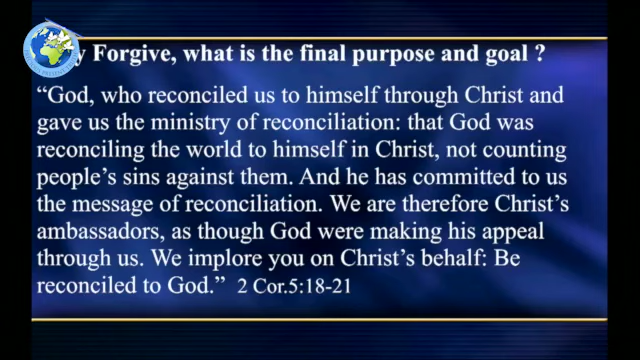 y Forgive, what is the final purpose and goal ?
“God, who reconciled us to himself through Christ and
gave us the ministry of reconciliation: that God was
reconciling the world to himself in Christ, not counting
people’s sins against them. And he has committed to us
the message of reconciliation. We are therefore Christ’s
ambassadors, as though God were making his appeal
through us. We implore you on Christ’s behalf: Be
reconciled to God.” 2 Cor.5:18-21